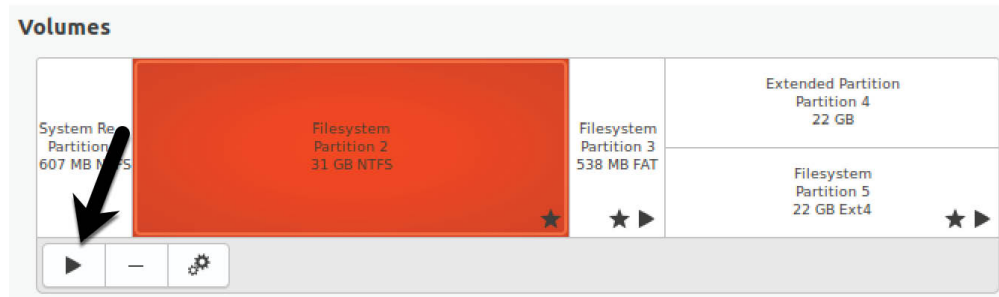 Volumes
System Re
Partition
607 MB N FS
Filesystem
Partition 2
31 GB NTFS
Filesystem
Partition 3
538 MB FAT
Extended Partition
Partition 4
22 GB
Filesystem
Partition 5
22 GB Ext4